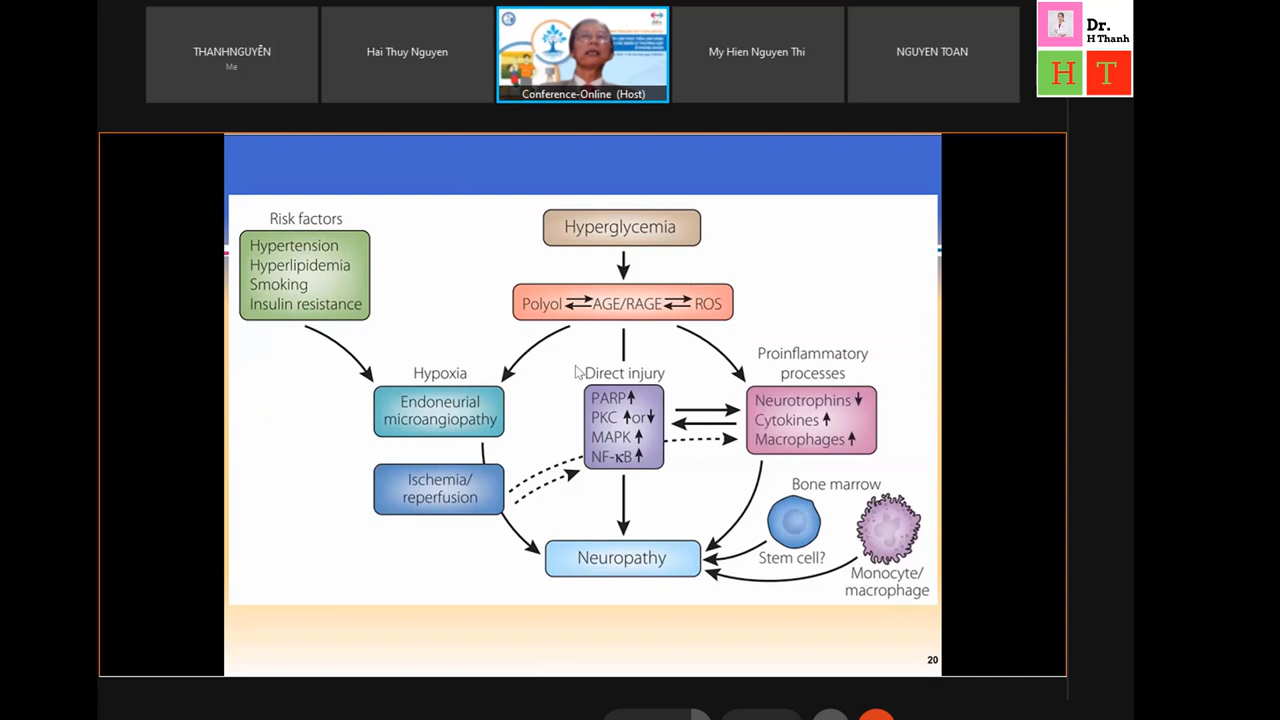 THANHNGUYỄN
Me
Hai Thuy Nguyen
Conference-Online (Host)
My Hien Nguyen Thi
NGUYEN TOAN
Dr.
H Thanh
H T
Risk factors
Hypertension
Hyperlipidemia
Smoking
Insulin resistance
Hyperglycemia
Polyol ⇌ AGE/RAGE ⇌ ROS
Hypoxia
Endoneurial
microangiopathy
Ischemia/
reperfusion
Direct injury
PARP↑
PKC ↑or↓
MAPK ↑
NF-κB ↑
Proinflammatory
processes
Neurotrophins ↓
Cytokines ↑
Macrophages ↑
Bone marrow
Stem cell?
Monocyte/
macrophage
Neuropathy
20